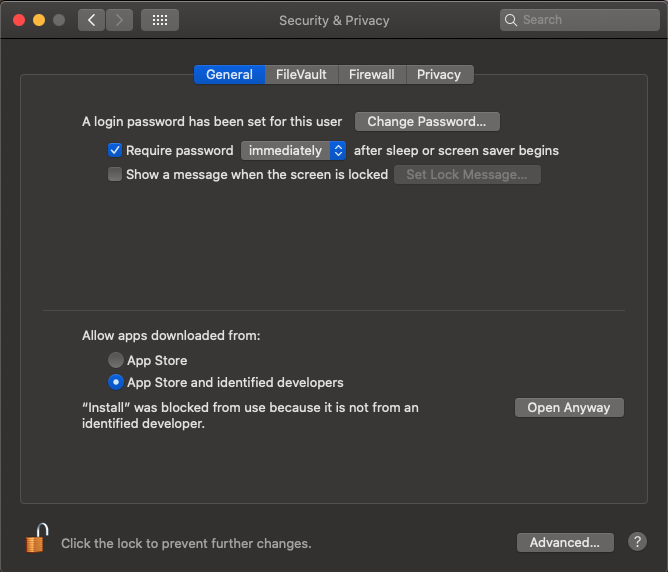 Security & Privacy
Search
General
FileVault
Firewall
Privacy
A login password has been set for this user
Change Password...
Require password immediately after sleep or screen saver begins
Show a message when the screen is locked
Set Lock Message...
Allow apps downloaded from:
App Store
App Store and identified developers
“Install” was blocked from use because it is not from an
identified developer.
Open Anyway
Click the lock to prevent further changes.
Advanced...
?